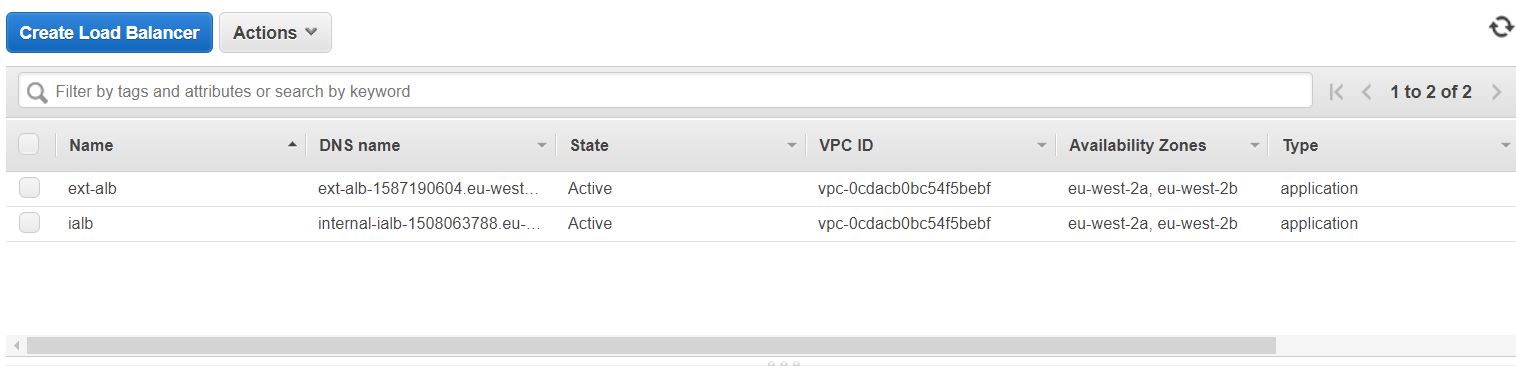 Create Load Balancer Actions
Filter by tags and attributes or search by keyword 1 to 2 of 2
Name DNS name State VPC ID Availability Zones Type
ext-alb ext-alb-1587190604.eu-west... Active vpc-0cdacb0bc54f5bebf eu-west-2a, eu-west-2b application
ialb internal-ialb-1508063788.eu-... Active vpc-0cdacb0bc54f5bebf eu-west-2a, eu-west-2b application